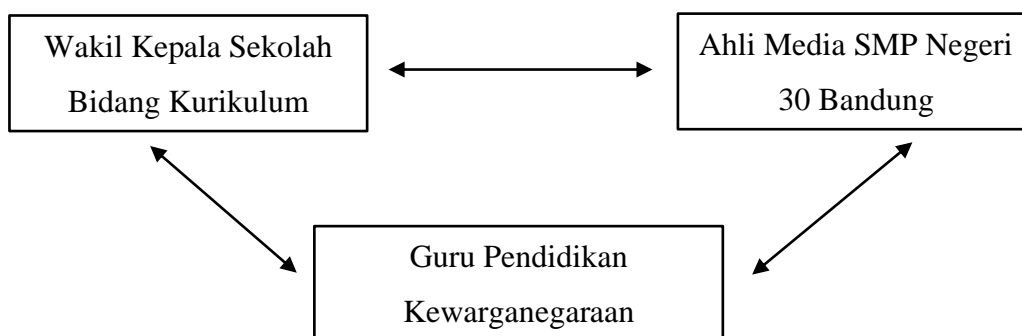 Wakil Kepala Sekolah
Bidang Kurikulum
Ahli Media SMP Negeri
30 Bandung
Guru Pendidikan
Kewarganegaraan